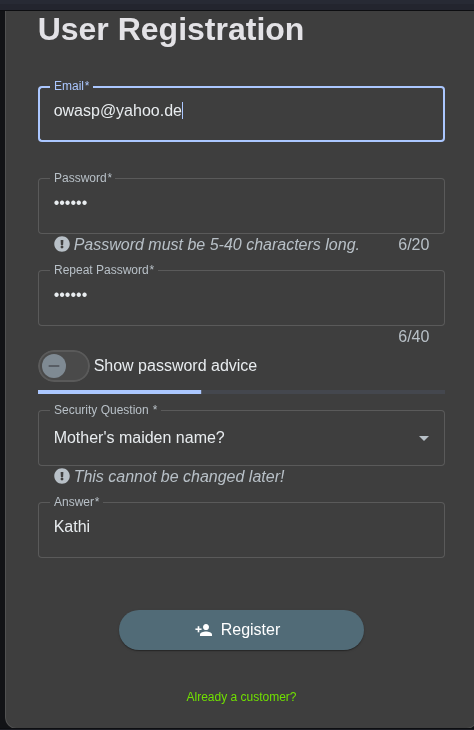 User Registration
Email*
owasp@yahoo.de
Password*
••••••
Password must be 5-40 characters long. 6/20
Repeat Password*
••••••
6/40
Show password advice
Security Question *
Mother's maiden name?
This cannot be changed later!
Answer*
Kathi
Register
Already a customer?